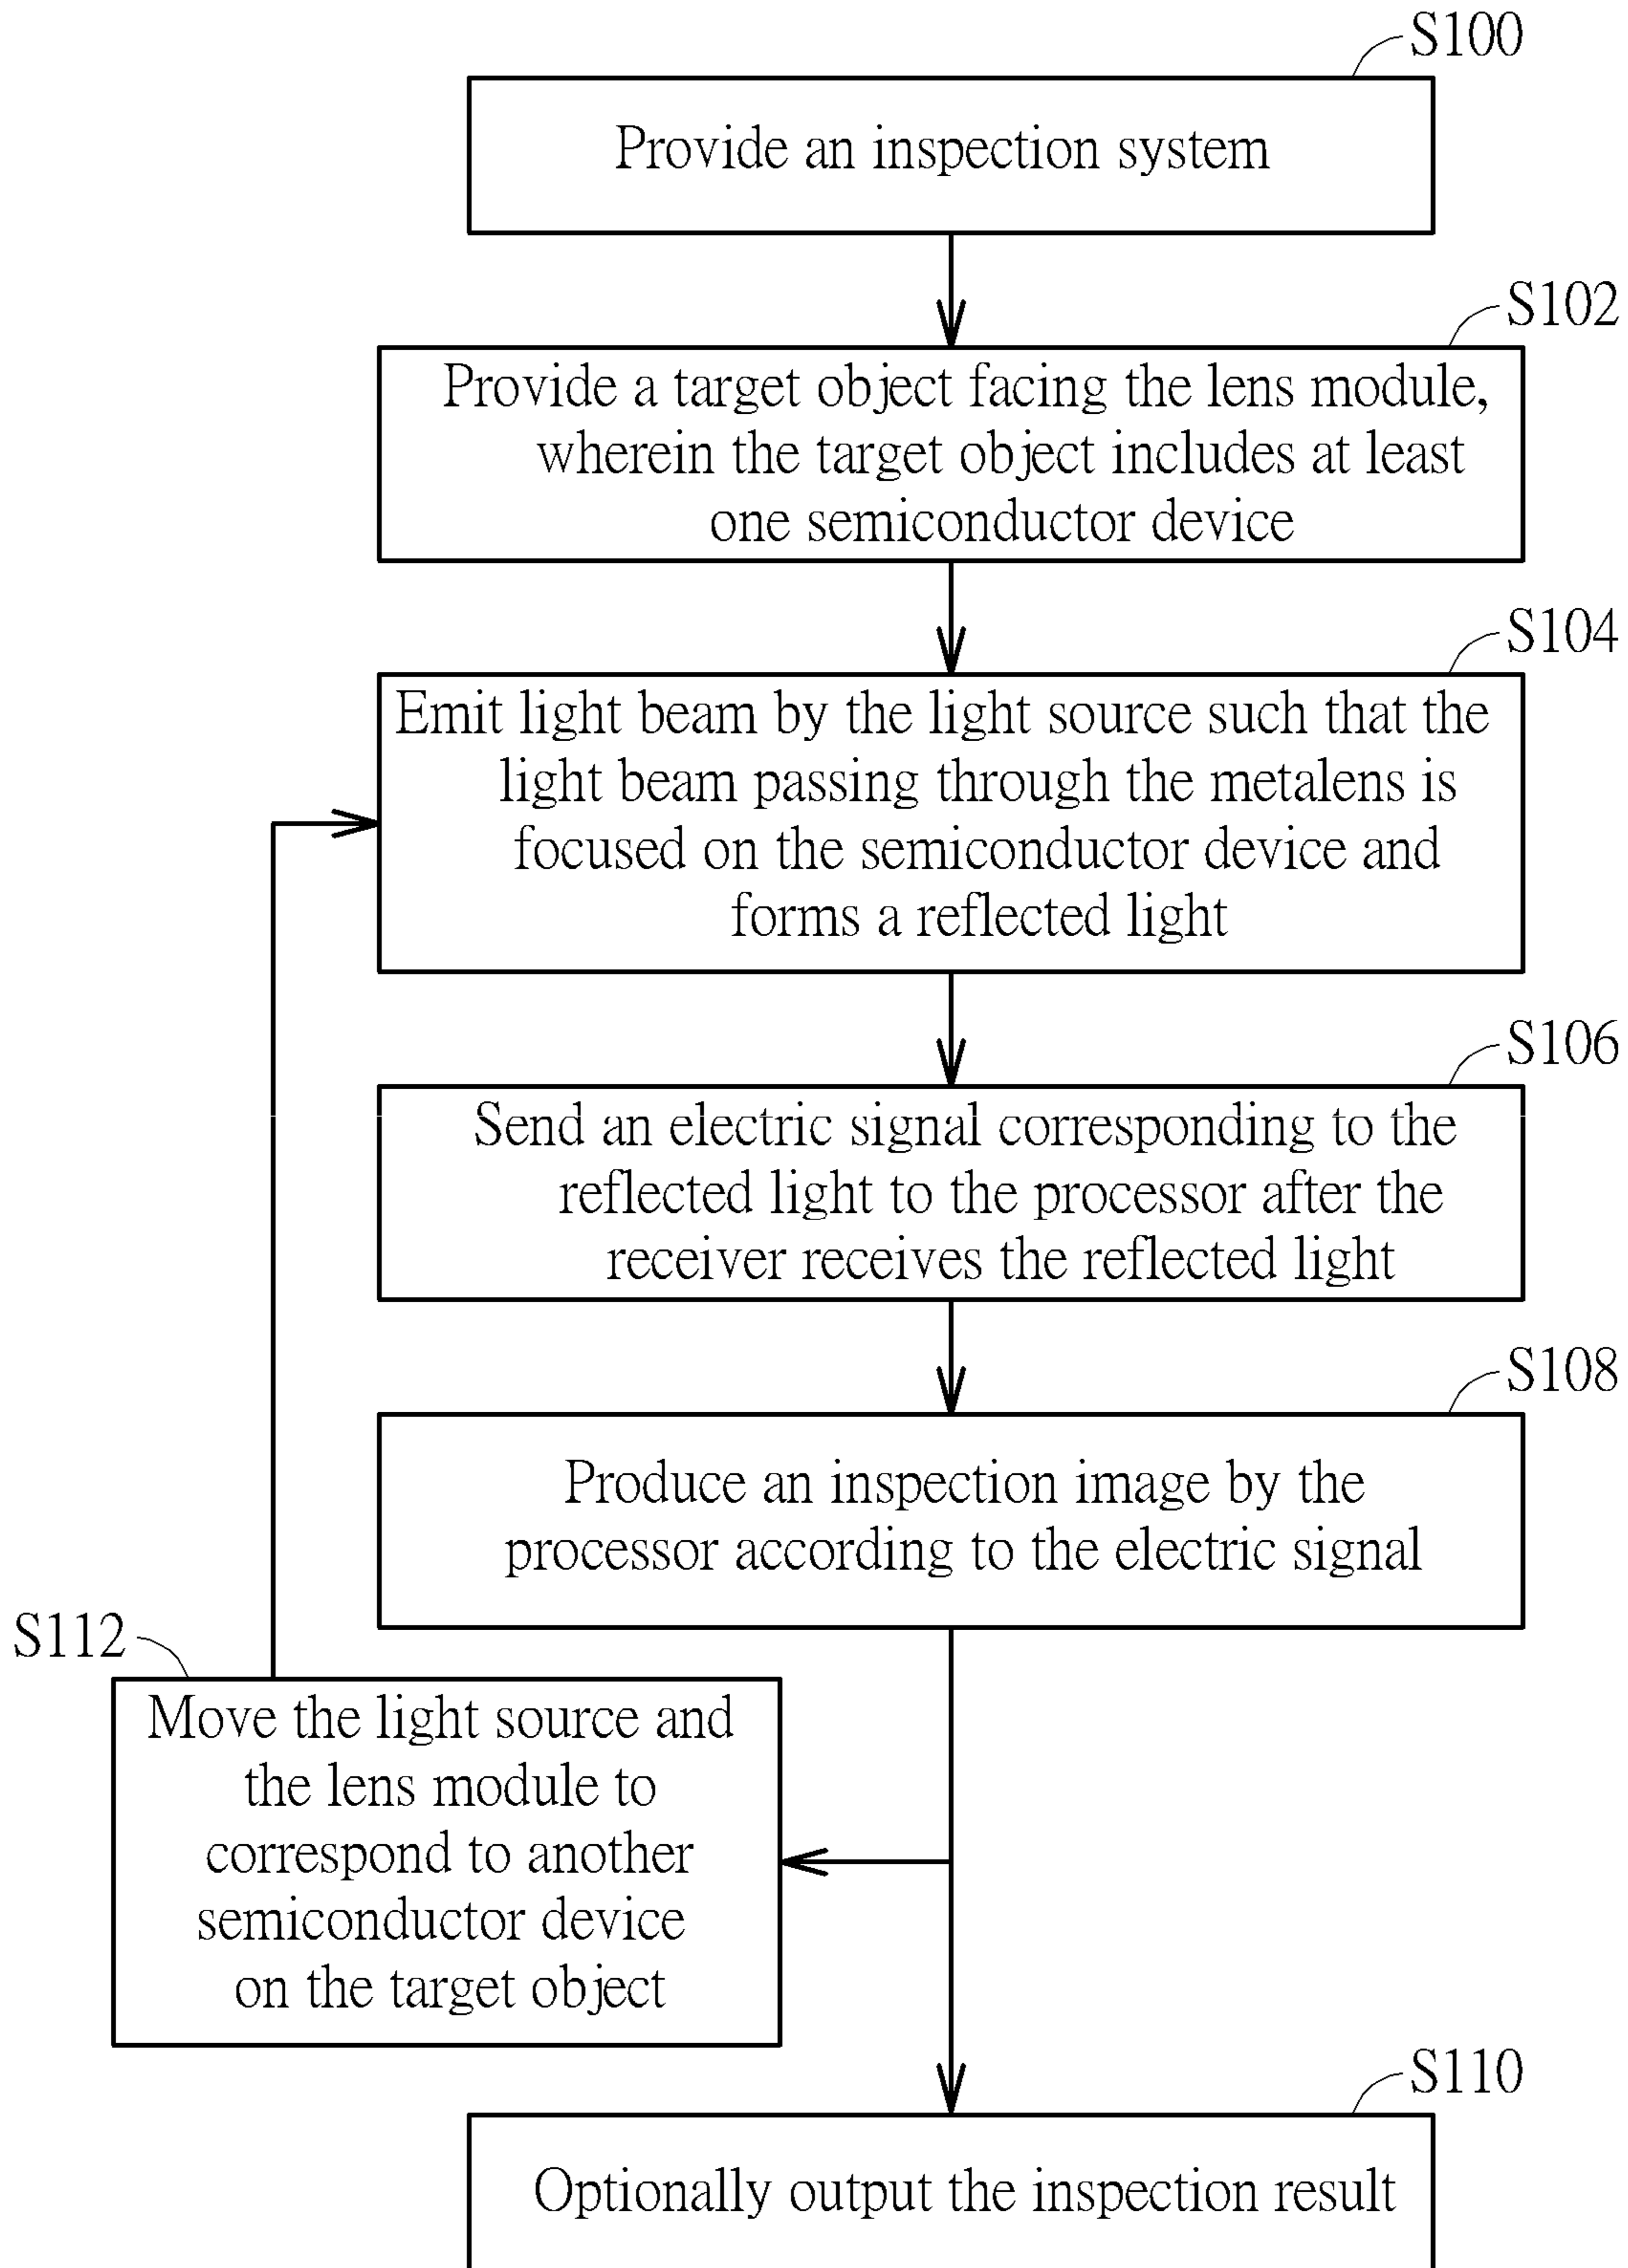 S100
Provide an inspection system
S102
Provide a target object facing the lens module,
wherein the target object includes at least
one semiconductor device
S104
Emit light beam by the light source such that the
light beam passing through the metalens is
focused on the semiconductor device and
forms a reflected light
S106
Send an electric signal corresponding to the
reflected light to the processor after the
receiver receives the reflected light
S108
Produce an inspection image by the
processor according to the electric signal
S112
Move the light source and
the lens module to
correspond to another
semiconductor device
on the target object
S110
Optionally output the inspection result